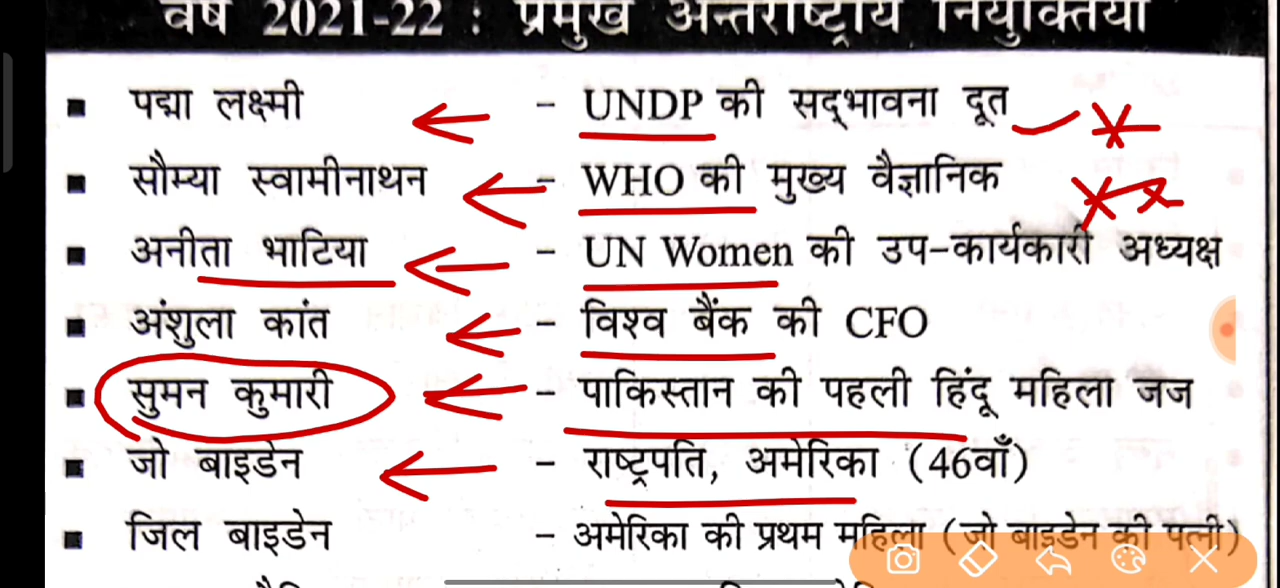 वर्ष 2021-22 : प्रमुख अन्तर्राष्ट्रीय नियुक्तियाँ
▪ पद्मा लक्ष्मी – UNDP की सद्भावना दूत
▪ सौम्या स्वामीनाथन – WHO की मुख्य वैज्ञानिक
▪ अनीता भाटिया – UN Women की उप-कार्यकारी अध्यक्ष
▪ अंशुला कांत – विश्व बैंक की CFO
▪ सुमन कुमारी – पाकिस्तान की पहली हिंदू महिला जज
▪ जो बाइडेन – राष्ट्रपति, अमेरिका (46वाँ)
▪ जिल बाइडेन – अमेरिका की प्रथम महिला (जो बाइडेन की पत्नी)